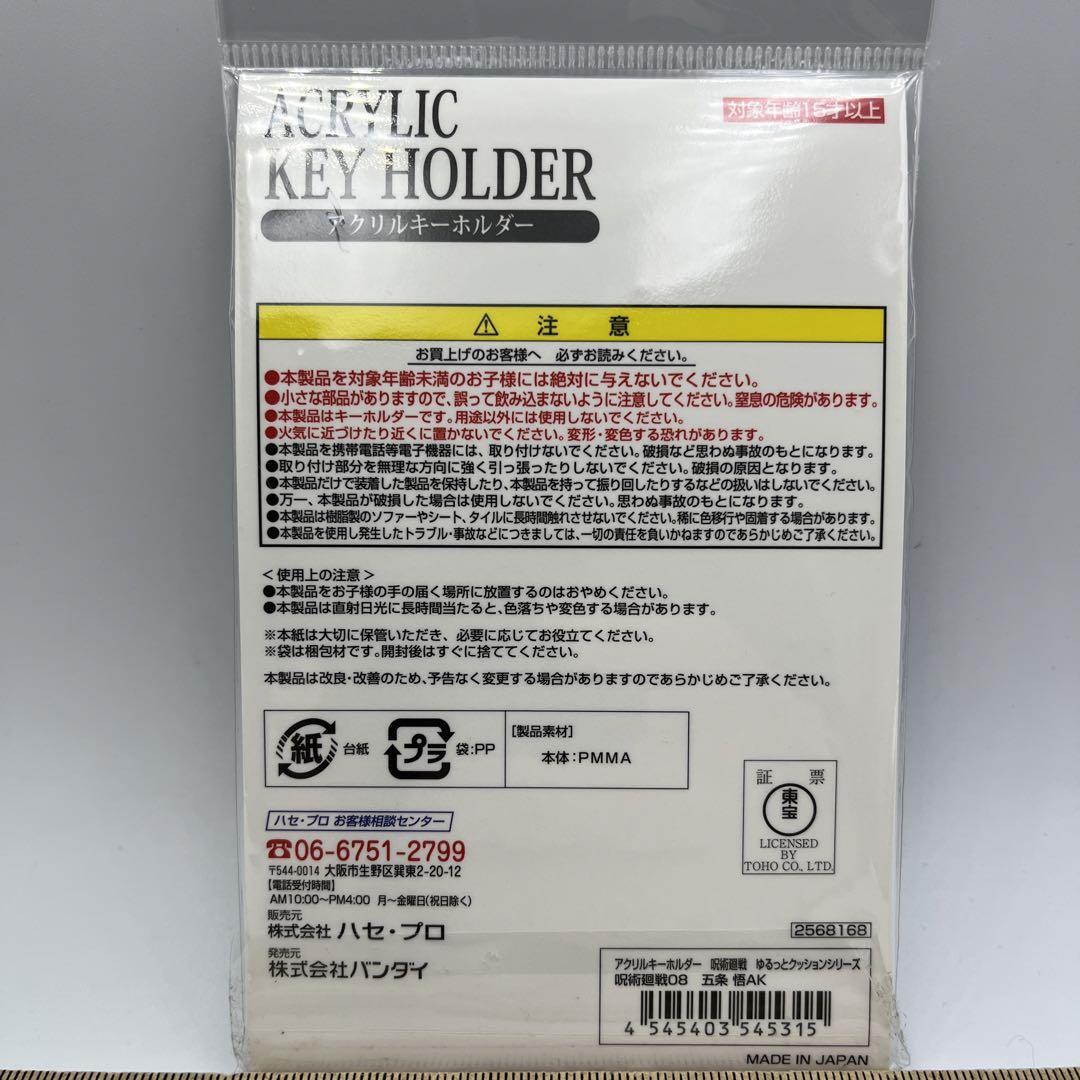 ACRYLIC
KEY HOLDER
アクリルキーホルダー
対象年齢15才以上
⚠ 注 意
お買上げのお客様へ 必ずお読みください。
●本製品を対象年齢未満のお子様には絶対に与えないでください。
●小さな部品がありますので、誤って飲み込まないように注意してください。窒息の危険があります。
●本製品はキーホルダーです。用途以外には使用しないでください。
●火気に近づけたり近くに置かないでください。変形・変色する恐れがあります。
●本製品を携帯電話等電子機器には、取り付けないでください。破損など思わぬ事故のもとになります。
●取り付け部分を無理な方向に強く引っ張ったりしないでください。破損の原因となります。
●本製品だけで装着した製品を保持したり、本製品を持って振り回したりするなどの扱いはしないでください。
●万一、本製品が破損した場合は使用しないでください。思わぬ事故のもとになります。
●本製品は樹脂製のソファーやシート、タイルに長時間触れさせないでください。稀に色移行や固着する場合があります。
●本製品を使用し発生したトラブル・事故などにつきましては、一切の責任を負いかねますのであらかじめご了承ください。
＜使用上の注意＞
●本製品をお子様の手の届く場所に放置するのはおやめください。
●本製品は直射日光に長時間当たると、色落ちや変色する場合があります。
※本紙は大切に保管いただき、必要に応じてお役立てください。
※袋は梱包材です。開封後はすぐに捨ててください。
本製品は改良・改善のため、予告なく変更する場合がありますのであらかじめご了承ください。
紙 台紙 プラ 袋:PP
[製品素材]
本体:PMMA
証 票
東宝
LICENSED
BY
TOHO CO., LTD.
ハセ・プロ お客様相談センター
☎06-6751-2799
〒544-0014 大阪市生野区巽東2-20-12
【電話受付時間】
AM10:00～PM4:00 月～金曜日(祝日除く)
販売元
株式会社 ハセ・プロ
発売元
株式会社バンダイ
2568168
アクリルキーホルダー 呪術廻戦 ゆるっとクッションシリーズ
呪術廻戦08 五条 悟AK
4 545403 545315
MADE IN JAPAN